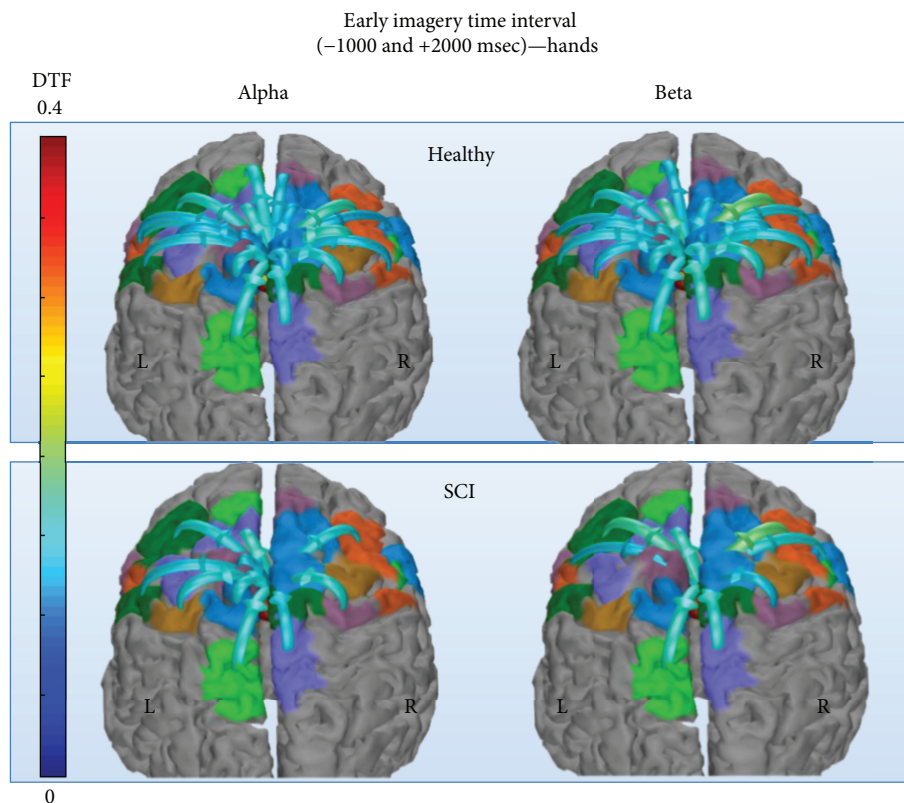 Early imagery time interval
(−1000 and +2000 msec)—hands
DTF
0.4
Alpha
Beta
Healthy
L
R
L
R
SCI
L
R
L
R
0